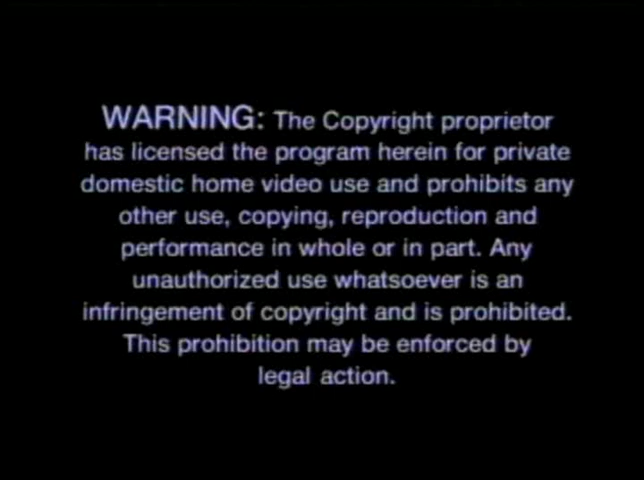 WARNING: The Copyright proprietor
has licensed the program herein for private
domestic home video use and prohibits any
other use, copying, reproduction and
performance in whole or in part. Any
unauthorized use whatsoever is an
infringement of copyright and is prohibited.
This prohibition may be enforced by
legal action.